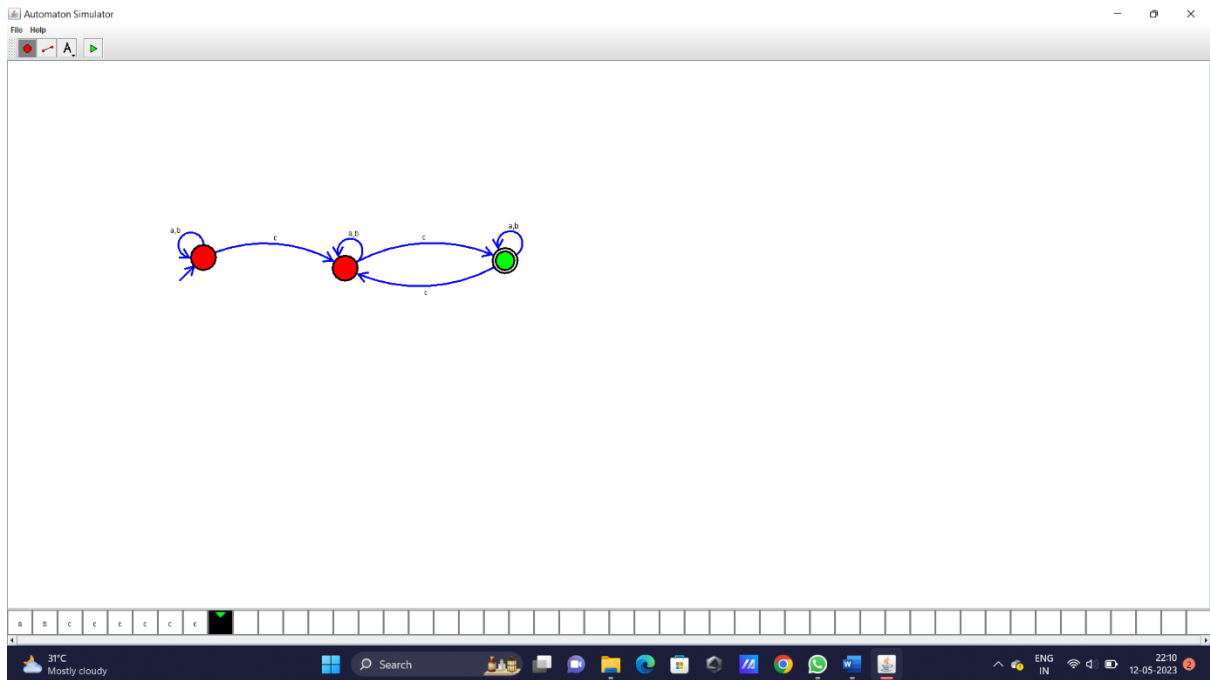 Automaton Simulator
File Help
A
a,b
c
a,b
c
a,b
c
a b c c c c c c
31°C
Mostly cloudy
Search
ENG
IN
22:10
12-05-2023
2